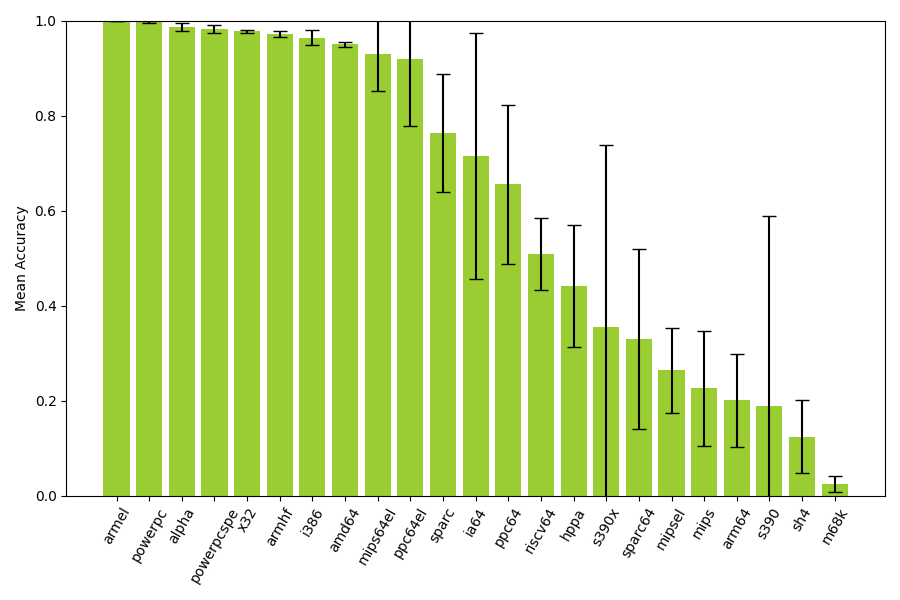 1.0
0.8
0.6
0.4
0.2
0.0
Mean Accuracy
armel
powerpc
alpha
powerpcspe
x32
armhf
i386
amd64
mips64el
ppc64el
sparc
ia64
ppc64
riscv64
hppa
s390x
sparc64
mipsel
mips
arm64
s390
sh4
m68k